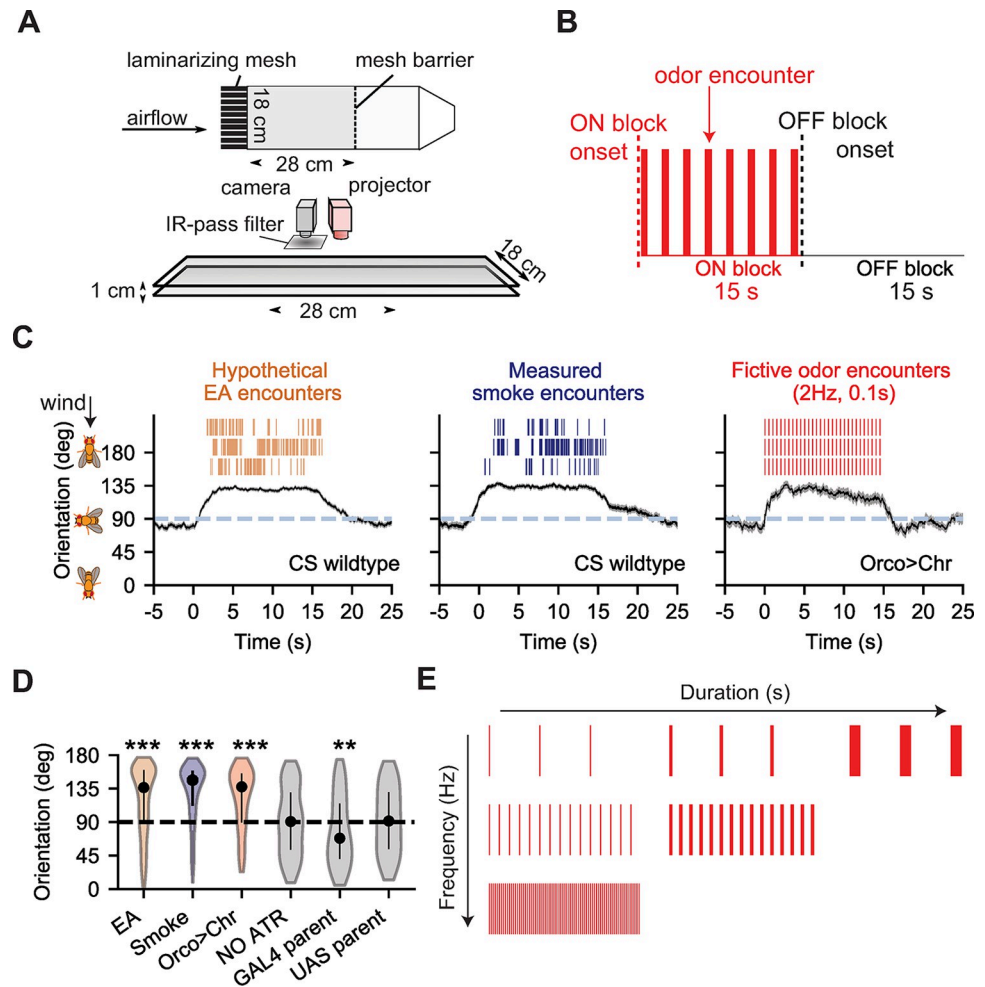 A
laminarizing mesh
mesh barrier
airflow
18 cm
28 cm
camera
projector
IR-pass filter
18 cm
1 cm
28 cm
B
odor encounter
ON block
onset
OFF block
onset
ON block
15 s
OFF block
15 s
C
wind
Orientation (deg)
180
135
90
45
0
Hypothetical
EA encounters
CS wildtype
-5 0 5 10 15 20 25
Time (s)
Measured
smoke encounters
CS wildtype
-5 0 5 10 15 20 25
Time (s)
Fictive odor encounters
(2Hz, 0.1s)
Orco>Chr
-5 0 5 10 15 20 25
Time (s)
D
Orientation (deg)
180
135
90
45
0
*** *** *** **
EA
Smoke
Orco>Chr
NO ATR
GAL4 parent
UAS parent
E
Duration (s)
Frequency (Hz)